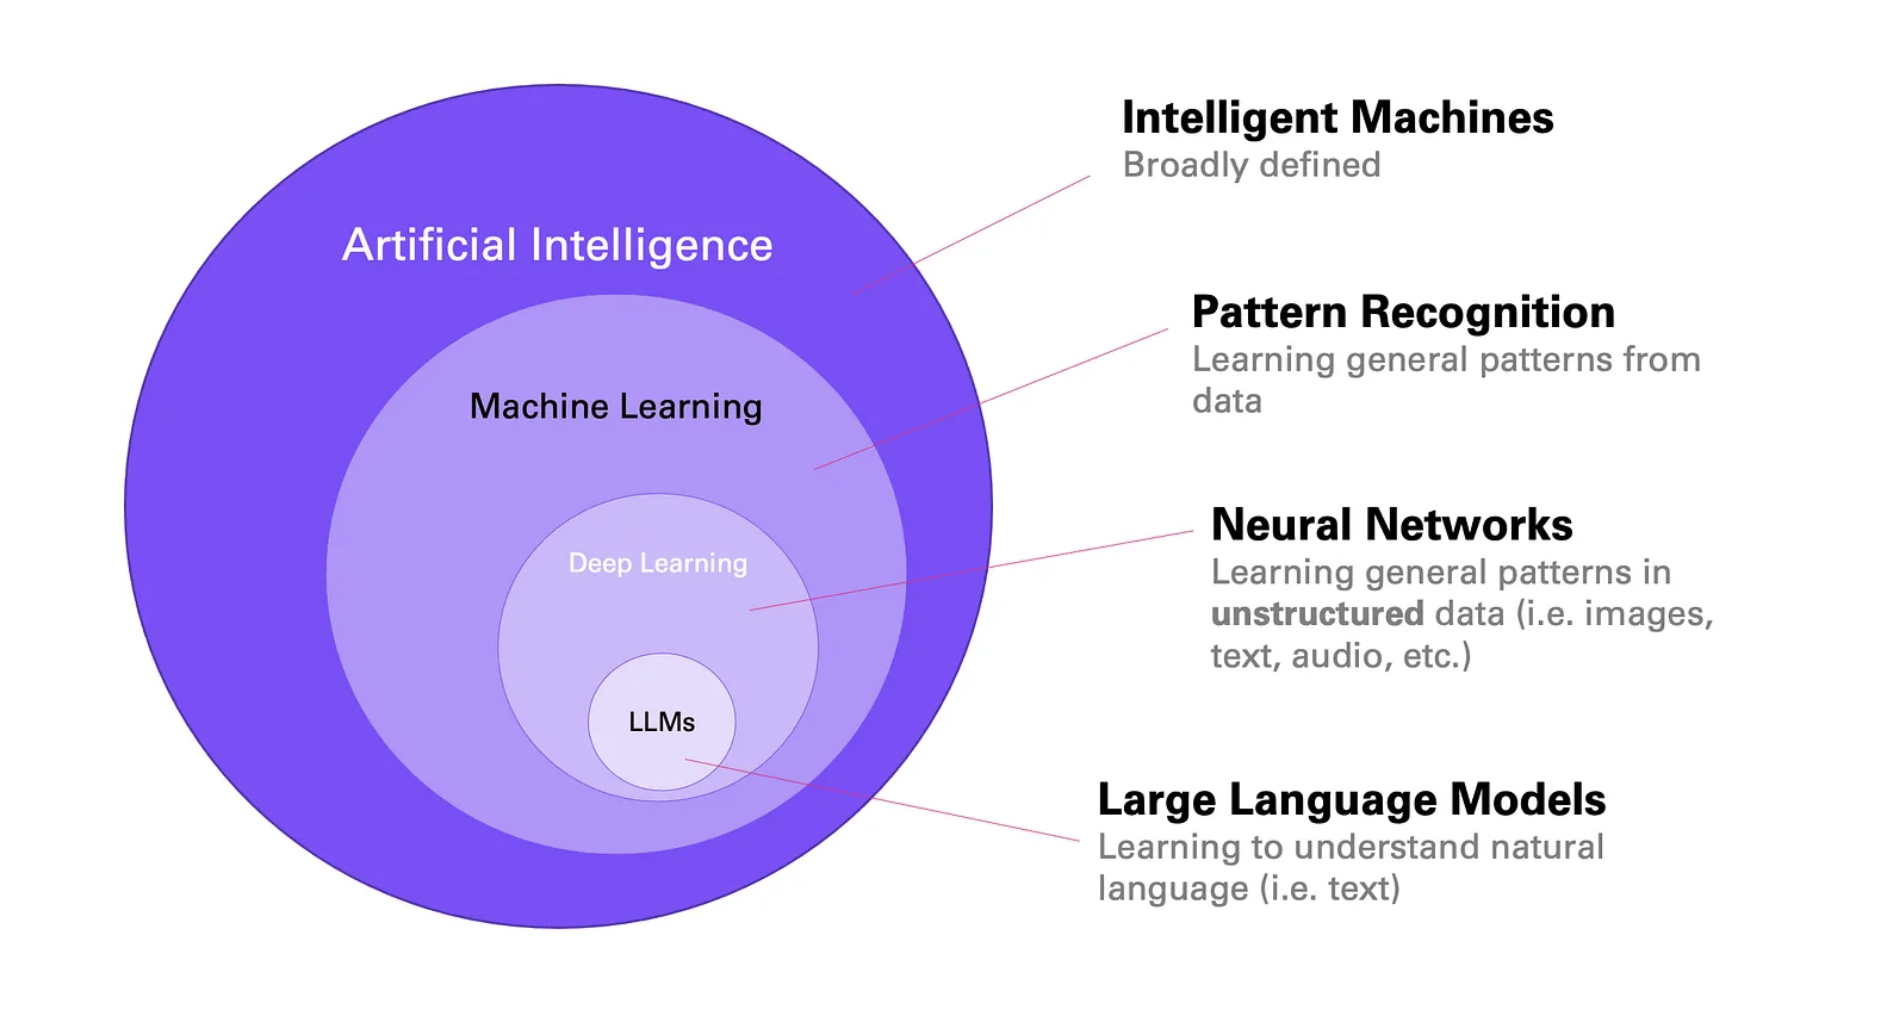 Artificial Intelligence
Machine Learning
Deep Learning
LLMs
Intelligent Machines
Broadly defined
Pattern Recognition
Learning general patterns from
data
Neural Networks
Learning general patterns in
unstructured data (i.e. images,
text, audio, etc.)
Large Language Models
Learning to understand natural
language (i.e. text)